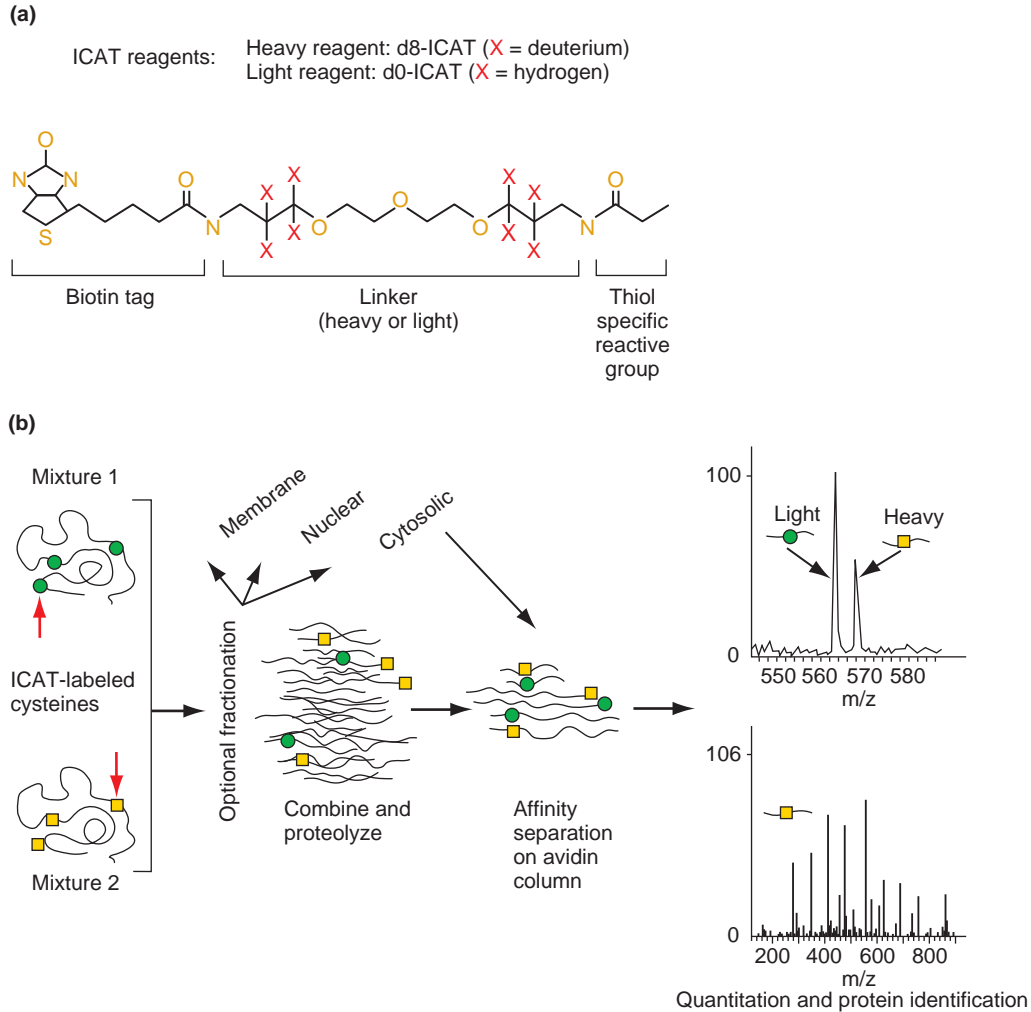 (a)
ICAT reagents:
Heavy reagent: d8-ICAT (X = deuterium)
Light reagent: d0-ICAT (X = hydrogen)
O
N N
S
O
N
X X
X X
O
O
O
X X
X X
N
O
Biotin tag
Linker
(heavy or light)
Thiol
specific
reactive
group
(b)
Mixture 1
ICAT-labeled
cysteines
Mixture 2
Optional fractionation
Membrane
Nuclear
Cytosolic
Combine and
proteolyze
Affinity
separation
on avidin
column
100
Light
Heavy
0
550 560 570 580
m/z
106
0
200 400 600 800
m/z
Quantitation and protein identification